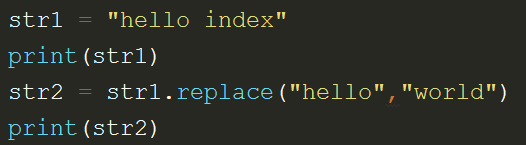 str1 = "hello index"
print(str1)
str2 = str1.replace("hello","world")
print(str2)